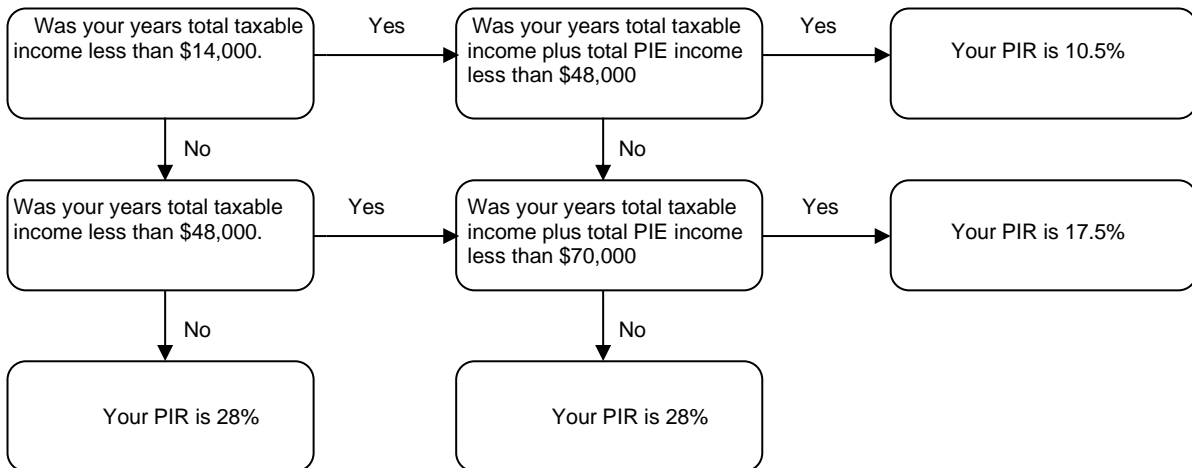 Was your years total taxable
income less than $14,000.
Yes
Was your years total taxable
income plus total PIE income
less than $48,000
Yes
Your PIR is 10.5%
No
No
Was your years total taxable
income less than $48,000.
Yes
Was your years total taxable
income plus total PIE income
less than $70,000
Yes
Your PIR is 17.5%
No
No
Your PIR is 28%
Your PIR is 28%